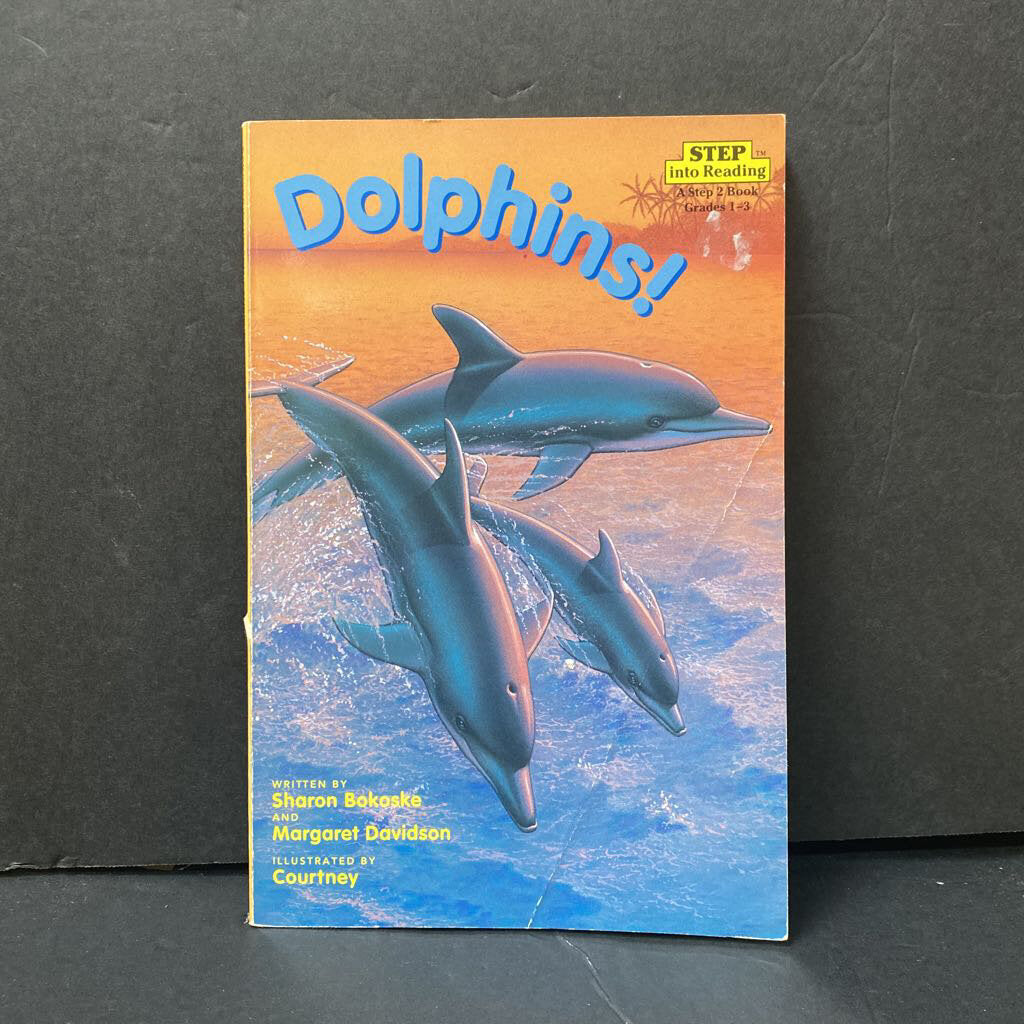 Dolphins!
STEP™
into Reading
A Step 2 Book
Grades 1–3
WRITTEN BY
Sharon Bokoske
AND
Margaret Davidson
ILLUSTRATED BY
Courtney